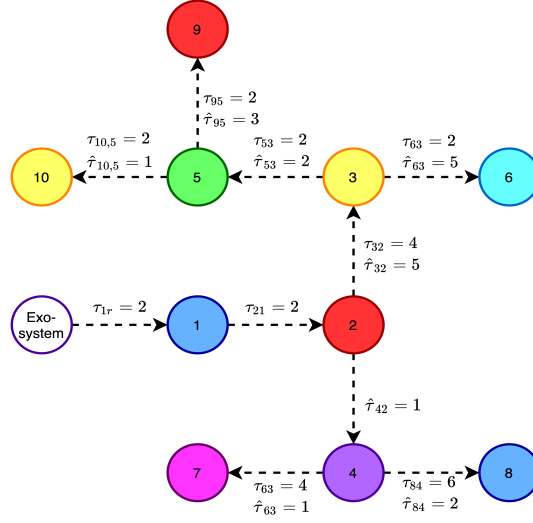 9
τ₉₅ = 2
τ̂₉₅ = 3
τ₁₀,₅ = 2
τ̂₁₀,₅ = 1
τ₅₃ = 2
τ̂₅₃ = 2
τ₆₃ = 2
τ̂₆₃ = 5
10
5
3
6
τ₃₂ = 4
τ̂₃₂ = 5
Exo-
system
τ₁ᵣ = 2
1
τ₂₁ = 2
2
τ̂₄₂ = 1
7
τ₆₃ = 4
τ̂₆₃ = 1
4
τ₈₄ = 6
τ̂₈₄ = 2
8